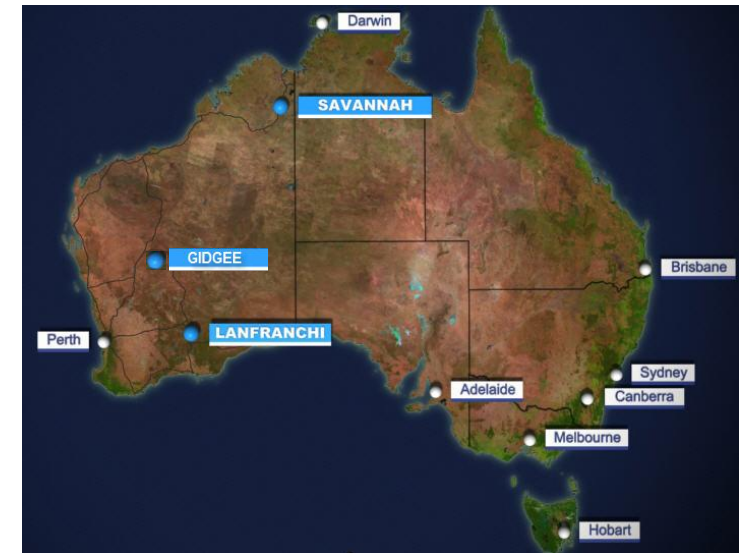 Darwin
SAVANNAH
GIDGEE
Brisbane
LANFRANCHI
Perth
Sydney
Adelaide
Canberra
Melbourne
Hobart